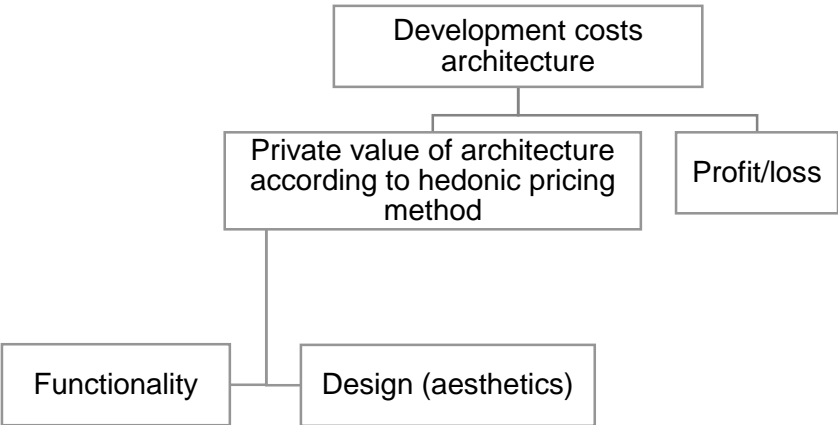 Development costs
architecture
Private value of architecture
according to hedonic pricing
method
Profit/loss
Functionality
Design (aesthetics)